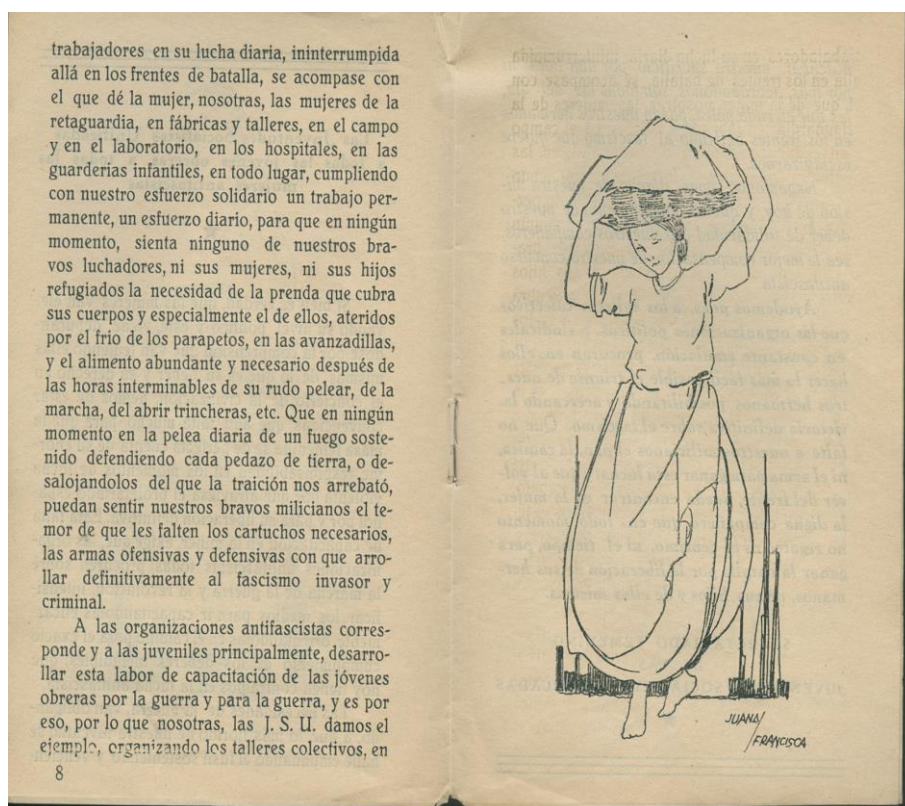 trabajadores en su lucha diaria, ininterrumpida
allá en los frentes de batalla, se acompase con
el que dé la mujer, nosotras, las mujeres de la
retaguardia, en fábricas y talleres, en el campo
y en el laboratorio, en los hospitales, en las
guarderías infantiles, en todo lugar, cumpliendo
con nuestro esfuerzo solidario un trabajo per-
manente, un esfuerzo diario, para que en ningún
momento, sienta ninguno de nuestros bra-
vos luchadores, ni sus mujeres, ni sus hijos
refugiados la necesidad de la prenda que cubra
sus cuerpos y especialmente el de ellos, ateridos
por el frío de los parapetos, en las avanzadillas,
y el alimento abundante y necesario después de
las horas interminables de su rudo pelear, de la
marcha, del abrir trincheras, etc. Que en ningún
momento en la pelea diaria de un fuego soste-
nido defendiendo cada pedazo de tierra, o de-
salojandolos del que la traición nos arrebató,
puedan sentir nuestros bravos milicianos el te-
mor de que les falten los cartuchos necesarios,
las armas ofensivas y defensivas con que arro-
llar definitivamente al fascismo invasor y
criminal.
A las organizaciones antifascistas corres-
ponde y a las juveniles principalmente, desarro-
llar esta labor de capacitación de las jóvenes
obreras por la guerra y para la guerra, y es por
eso, por lo que nosotras, las J. S. U. damos el
ejemplo, organizando los talleres colectivos, en
8
JUANA
FRANCISCA